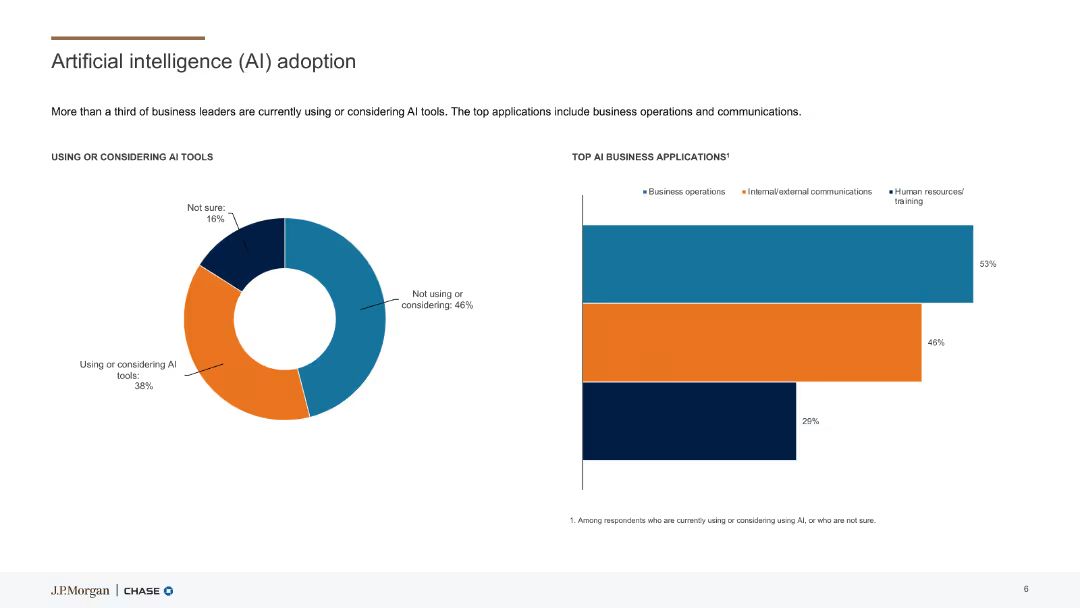 Artificial intelligence (AI) adoption
More than a third of business leaders are currently using or considering AI tools. The top applications include business operations and communications.
USING OR CONSIDERING AI TOOLS
Not sure:
16%
Not using or
considering: 46%
Using or considering AI
tools:
38%
TOP AI BUSINESS APPLICATIONS¹
Business operations
Internal/external communications
Human resources/
training
53%
46%
29%
1. Among respondents who are currently using or considering using AI, or who are not sure.
J.P.Morgan | CHASE
6